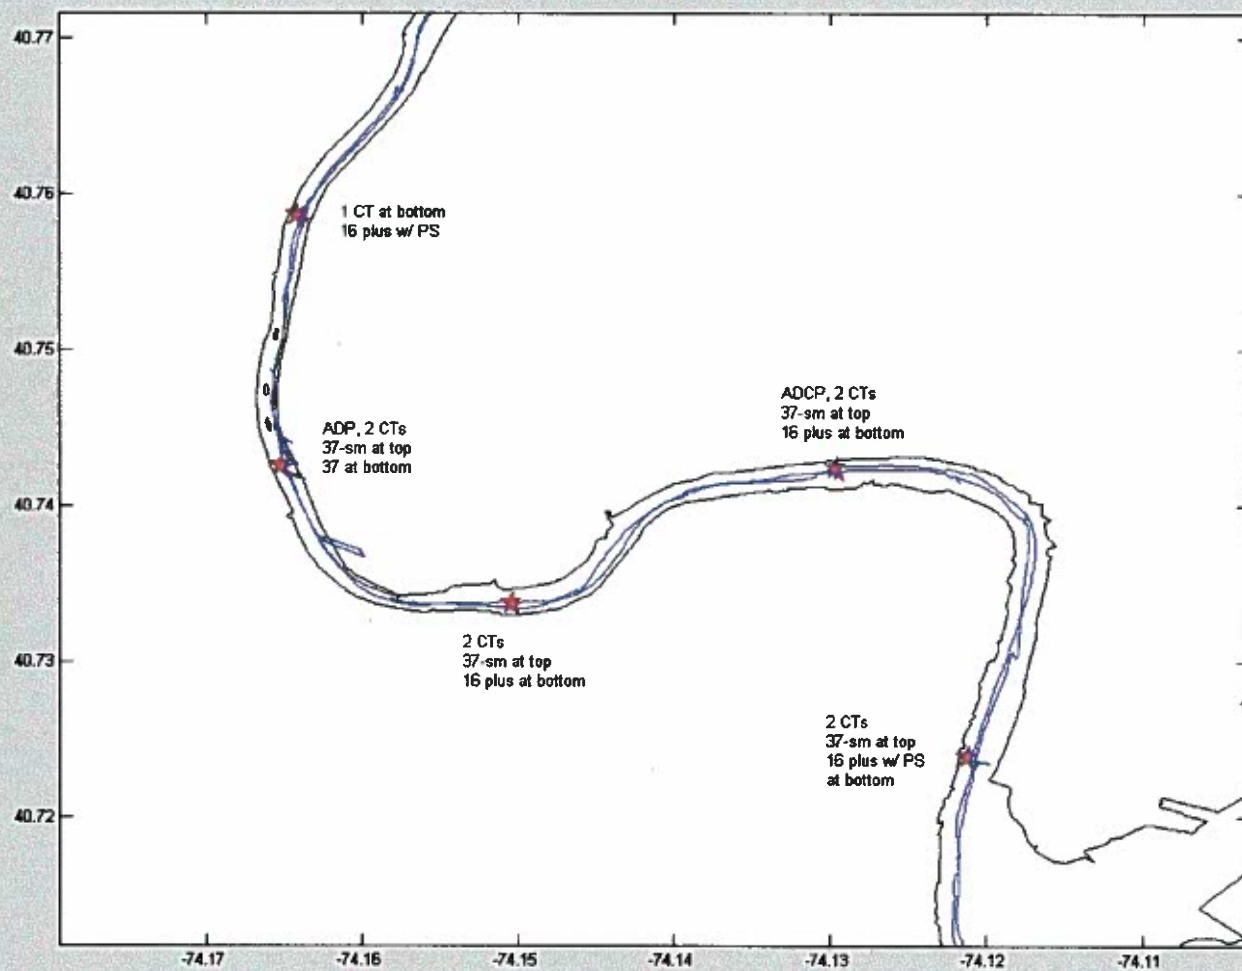 40.77
40.76
1 CT at bottom
16 plus w/ PS
40.75
ADCP, 2 CTs
37-sm at top
16 plus at bottom
ADP, 2 CTs
37-sm at top
37 at bottom
40.74
40.73
2 CTs
37-sm at top
16 plus at bottom
2 CTs
37-sm at top
16 plus w/ PS
at bottom
40.72
-74.17
-74.16
-74.15
-74.14
-74.13
-74.12
-74.11